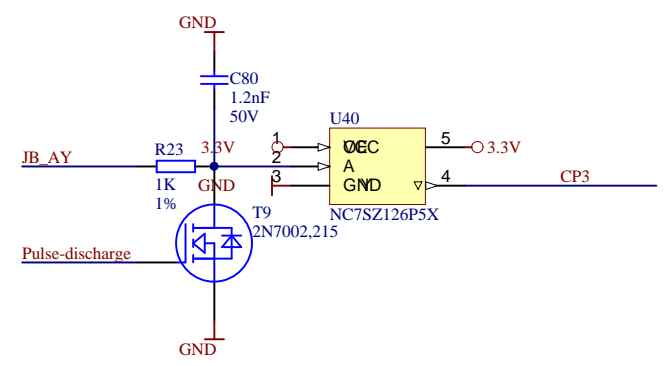 GND
C80
1.2nF
50V
U40
JB_AY
R23
3.3V
1
OE
VCC
5
3.3V
2
A
1K
1%
GND
3
GND
Y
4
CP3
NC7SZ126P5X
T9
2N7002,215
Pulse-discharge
GND